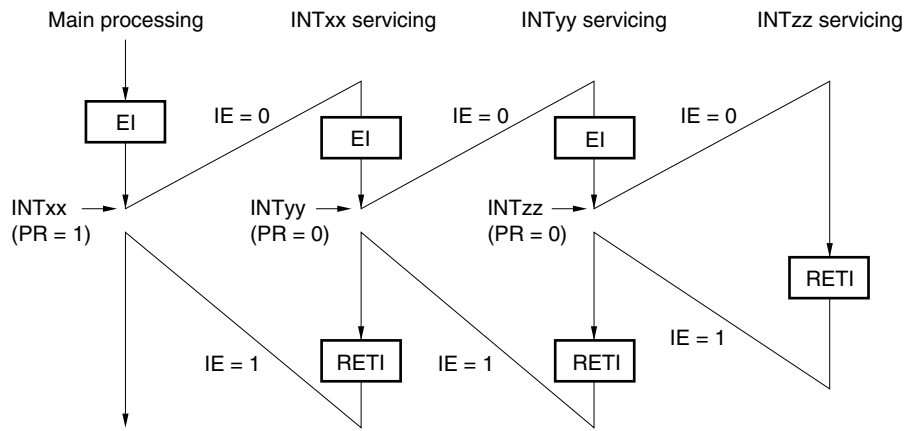 Main processing
INTxx servicing
INTyy servicing
INTzz servicing
EI
IE = 0
EI
IE = 0
EI
IE = 0
INTxx
(PR = 1)
INTyy
(PR = 0)
INTzz
(PR = 0)
RETI
IE = 1
RETI
IE = 1
RETI
IE = 1